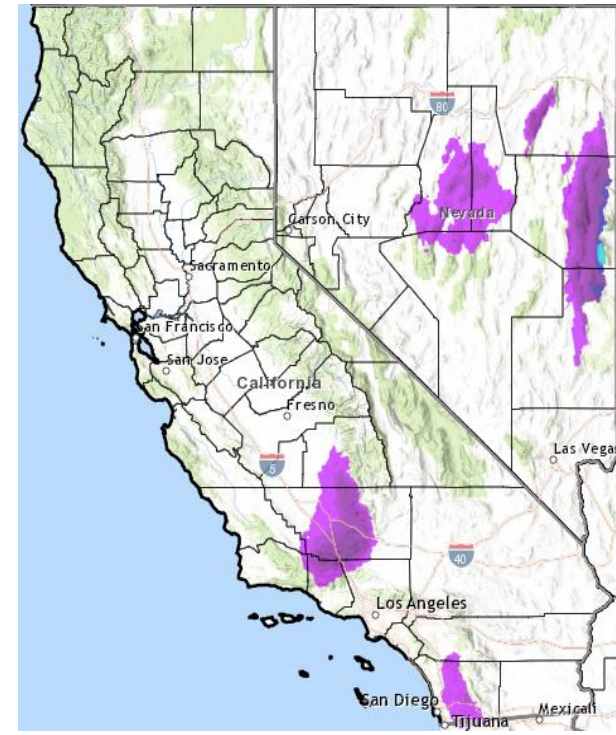 80
Carson City
Nevada
Sacramento
San Francisco
San Jose
California
Fresno
5
Las Vegas
40
Los Angeles
San Diego
Mexicali
Tijuana